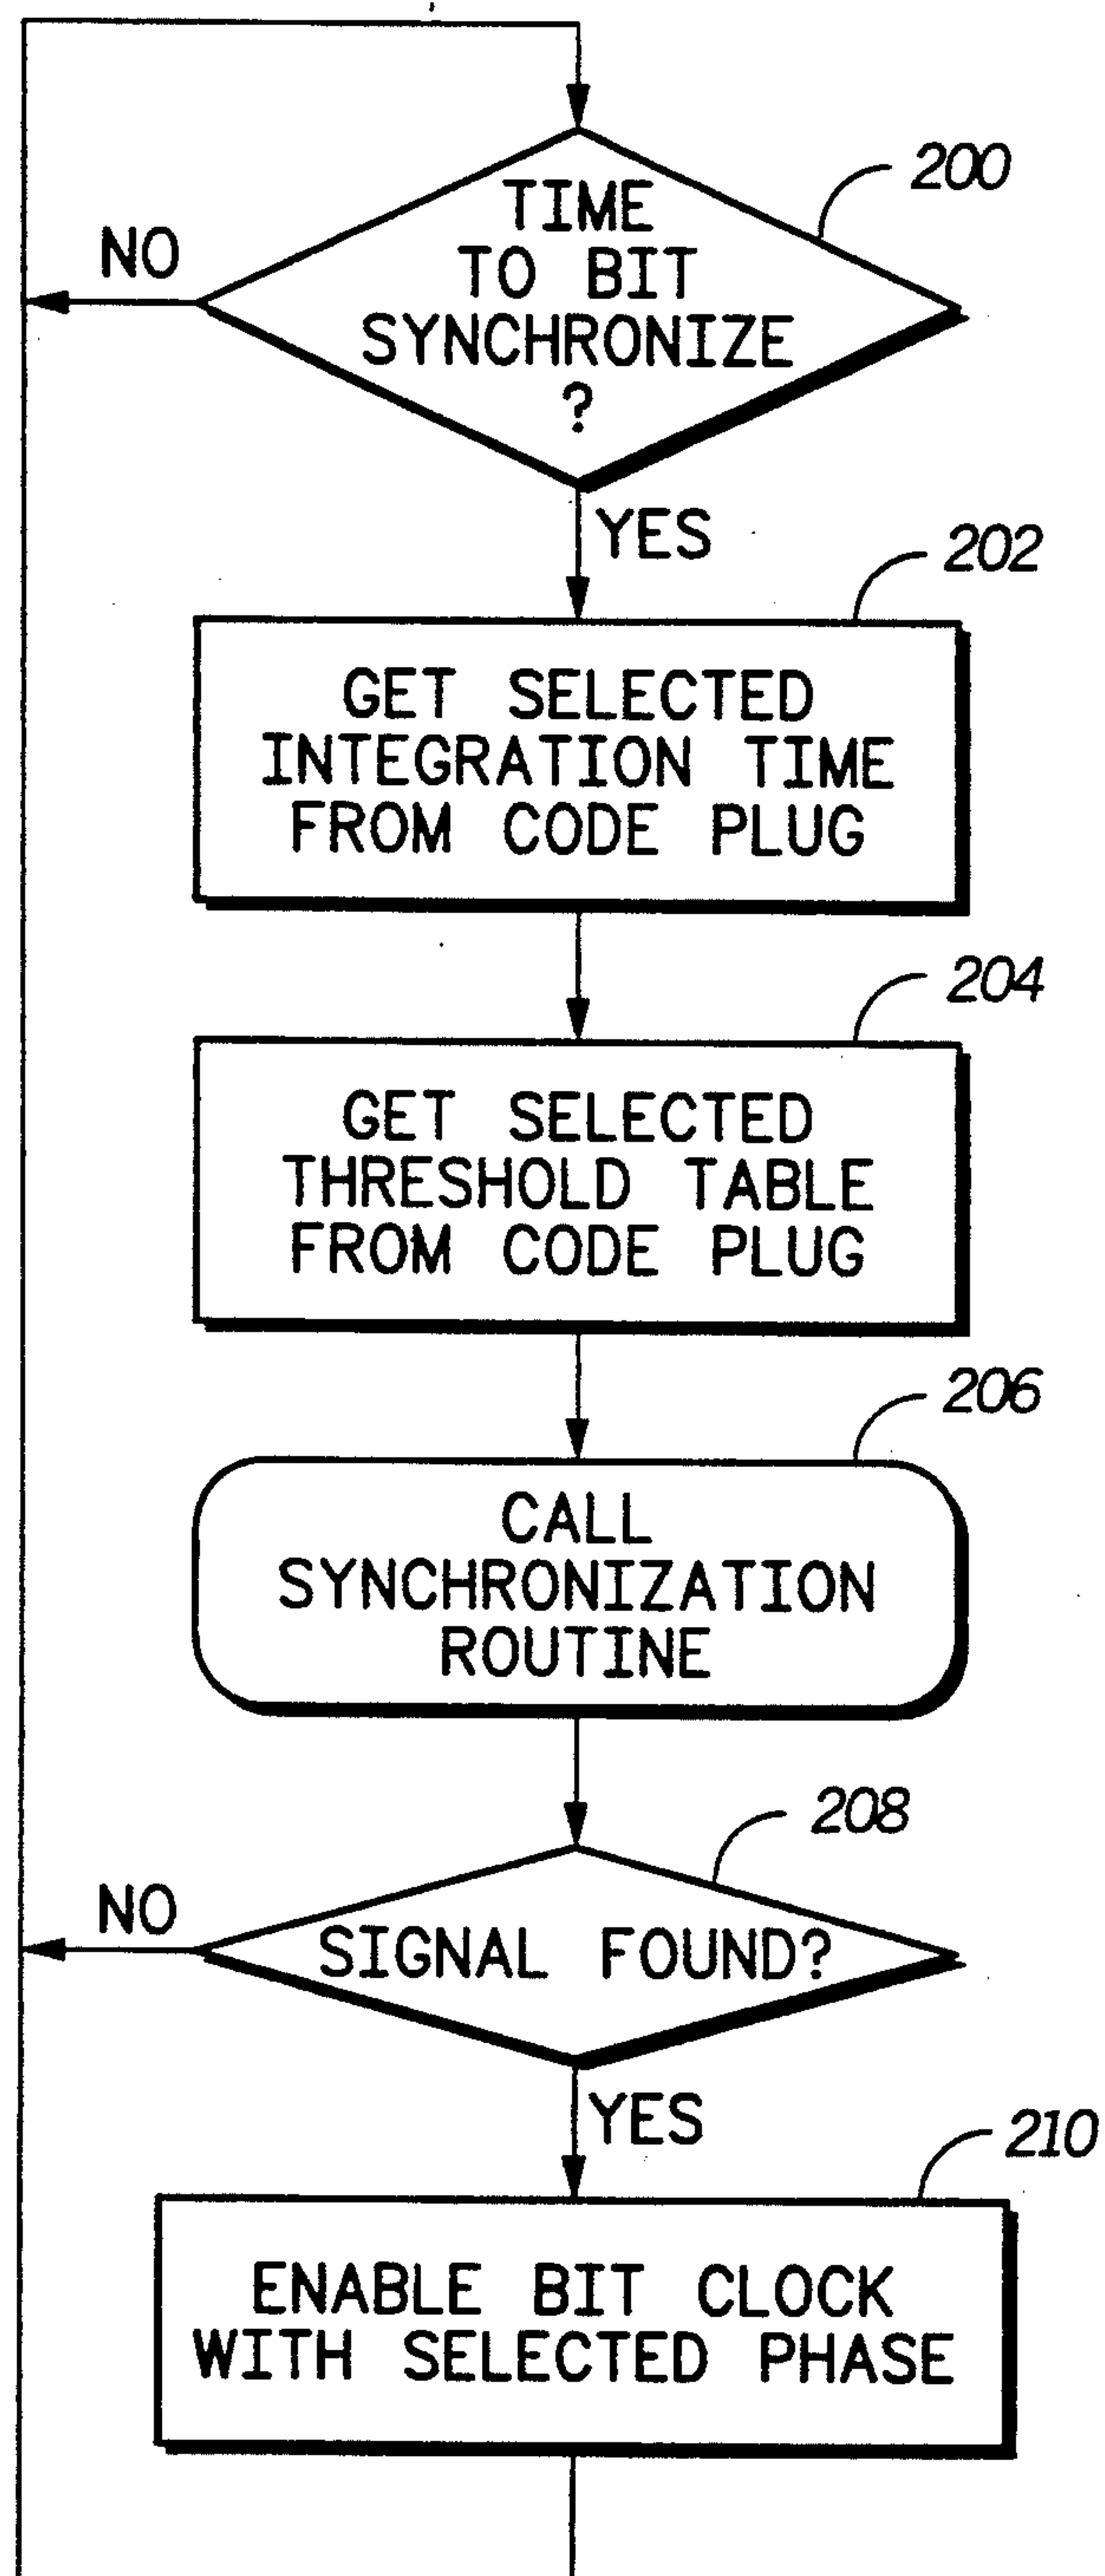 200
TIME
TO BIT
SYNCHRONIZE
?
NO
YES
202
GET SELECTED
INTEGRATION TIME
FROM CODE PLUG
204
GET SELECTED
THRESHOLD TABLE
FROM CODE PLUG
206
CALL
SYNCHRONIZATION
ROUTINE
208
NO
SIGNAL FOUND?
YES
210
ENABLE BIT CLOCK
WITH SELECTED PHASE